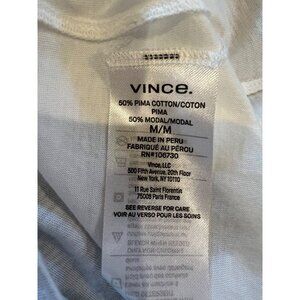 VINCE.
50% PIMA COTTON/COTON
PIMA
50% MODAL/MODAL
M/M
MADE IN PERU
FABRIQUÉ AU PÉROU
RN#106730
Vince, LLC
500 Fifth Avenue, 20th Floor
New York, NY 10110
11 Rue Saint Florentin
75008 Paris France
SEE REVERSE FOR CARE
VOIR AU VERSO POUR LES SOINS